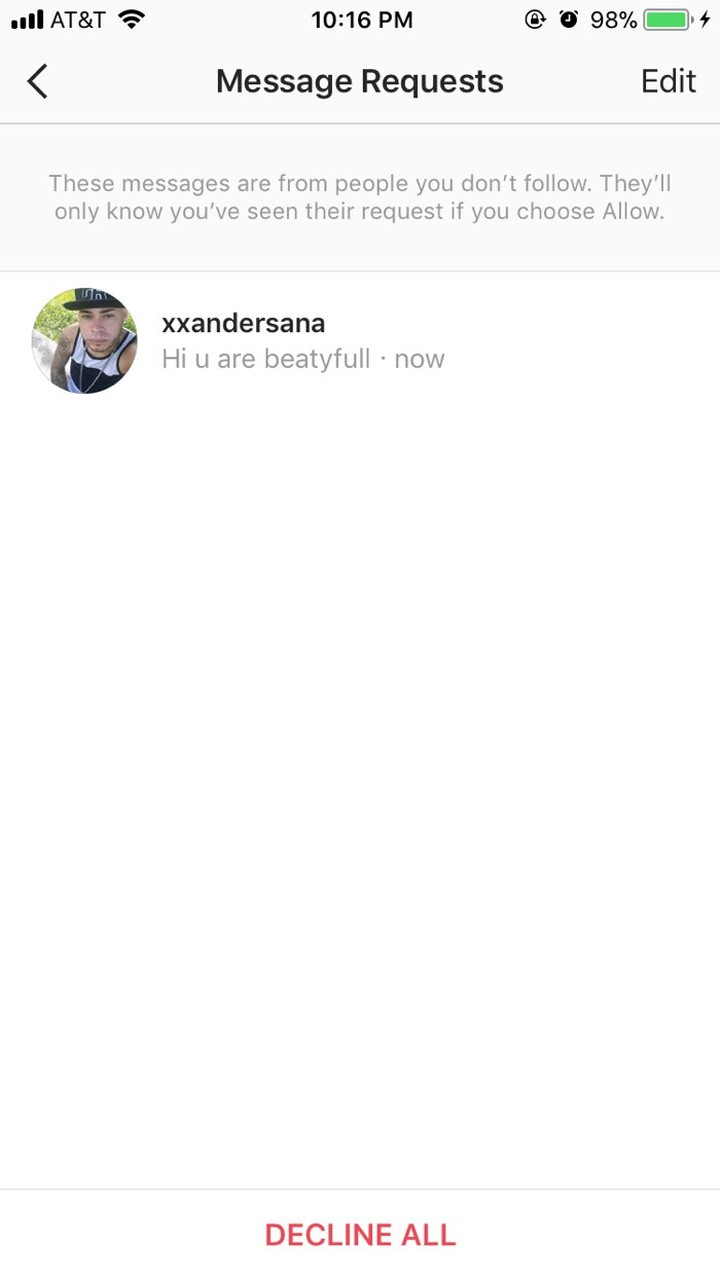 AT&T 10:16 PM 98%
Message Requests Edit
These messages are from people you don’t follow. They’ll
only know you’ve seen their request if you choose Allow.
xxandersana
Hi u are beatyfull · now
DECLINE ALL